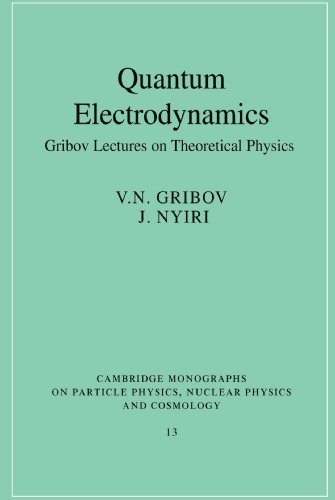 Quantum
Electrodynamics
Gribov Lectures on Theoretical Physics
V.N. GRIBOV
J. NYIRI
CAMBRIDGE MONOGRAPHS
ON PARTICLE PHYSICS, NUCLEAR PHYSICS
AND COSMOLOGY
13